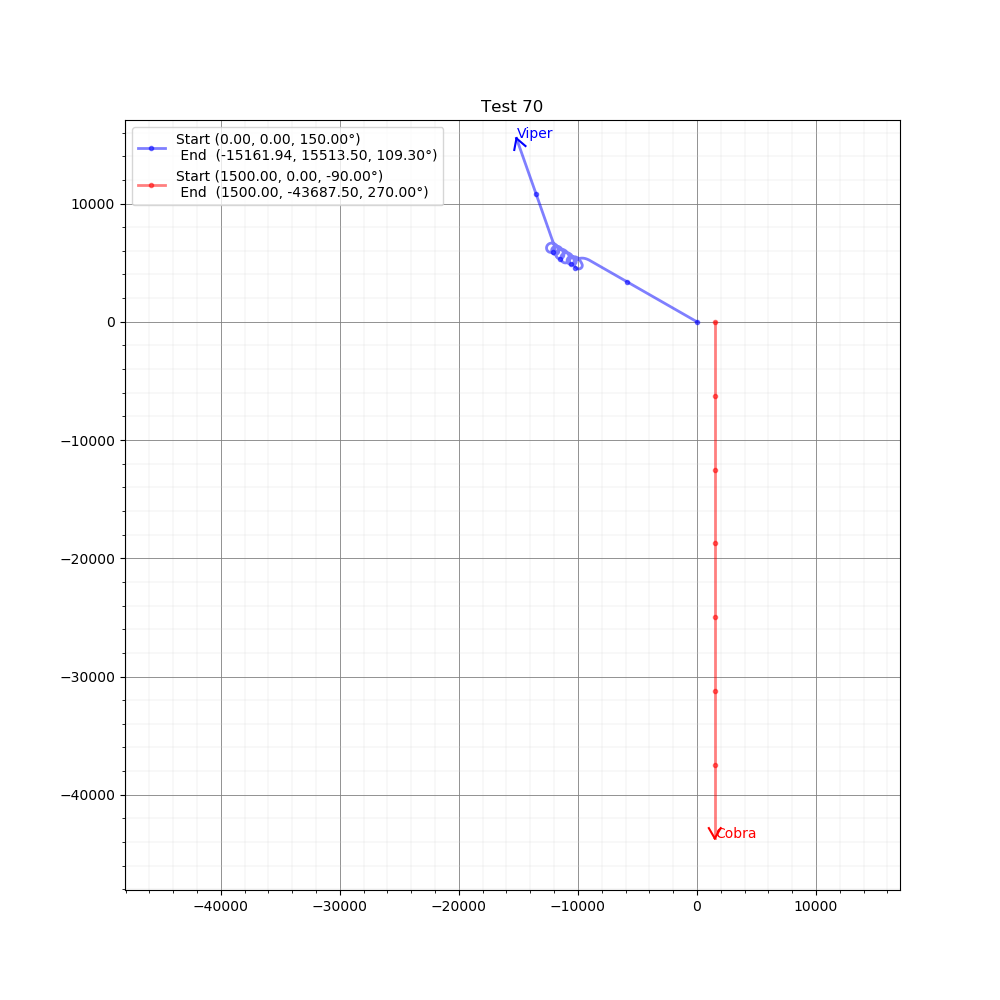 Test 70
Viper
Start (0.00, 0.00, 150.00°)
End  (-15161.94, 15513.50, 109.30°)
Start (1500.00, 0.00, -90.00°)
End  (1500.00, -43687.50, 270.00°)
10000
0
−10000
−20000
−30000
−40000
Cobra
−40000
−30000
−20000
−10000
0
10000